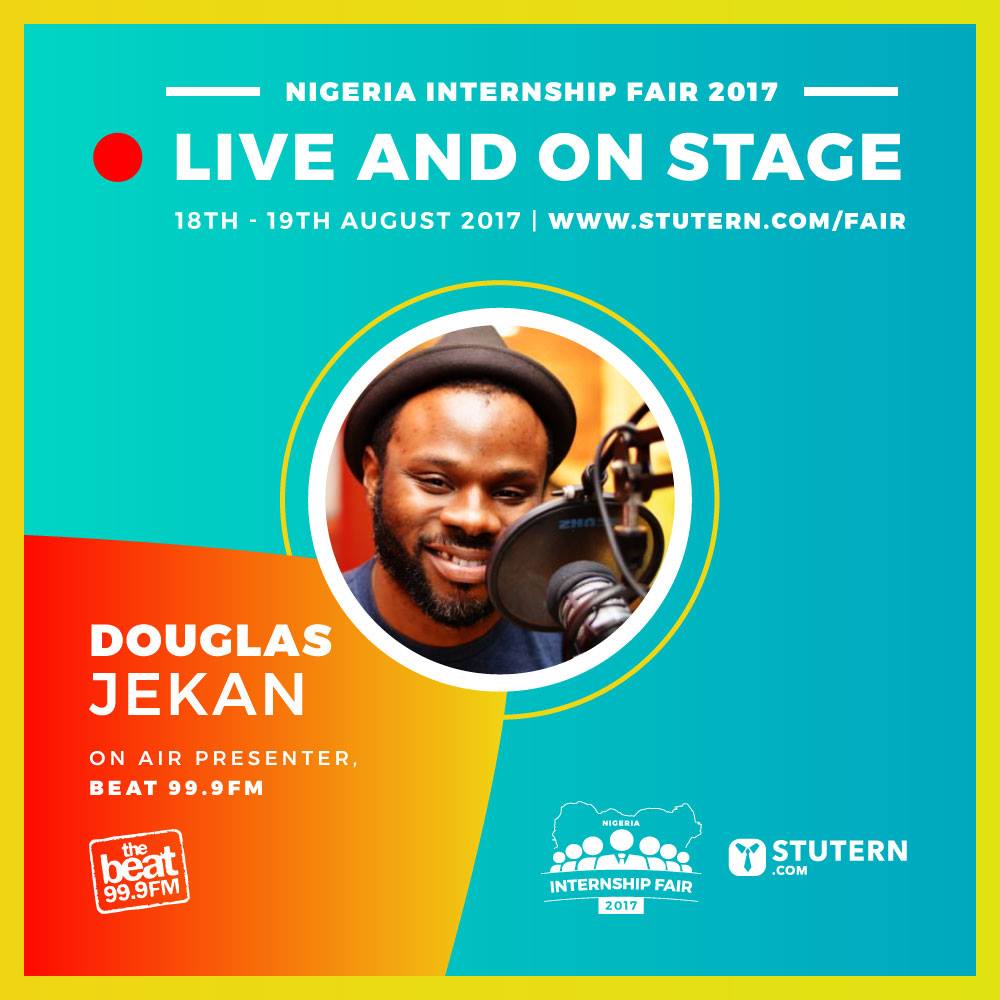 NIGERIA INTERNSHIP FAIR 2017
LIVE AND ON STAGE
18TH - 19TH AUGUST 2017 | WWW.STUTERN.COM/FAIR
DOUGLAS
JEKAN
ON AIR PRESENTER,
BEAT 99.9FM
the
beat
99.9FM
NIGERIA
INTERNSHIP FAIR
2017
STUTERN
.COM